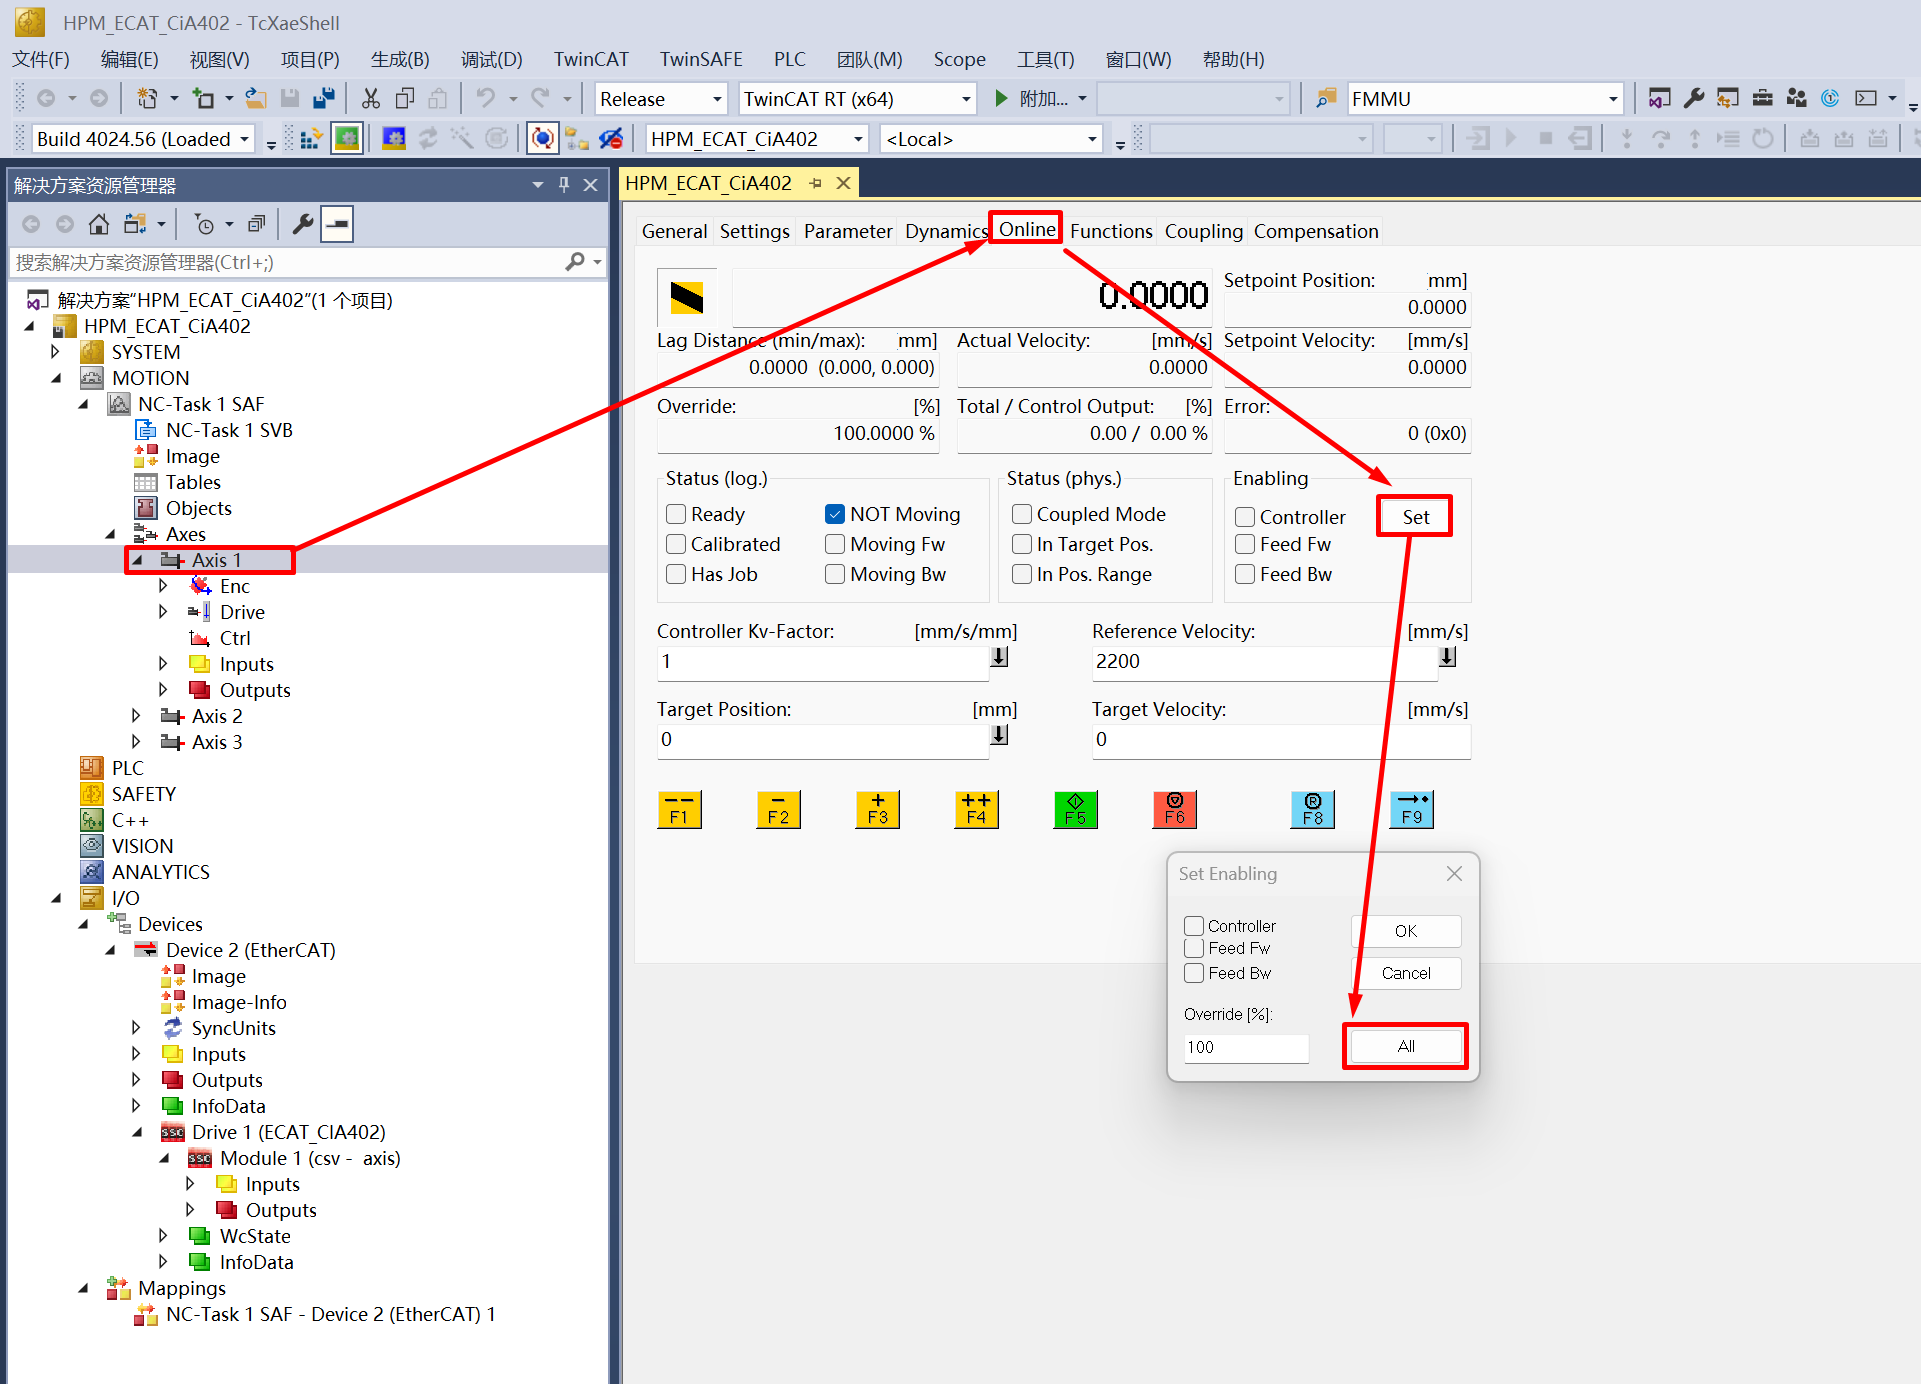 HPM_ECAT_CiA402 - TcXaeShell
文件(F) 编辑(E) 视图(V) 项目(P) 生成(B) 调试(D) TwinCAT TwinSAFE PLC 团队(M) Scope 工具(T) 窗口(W) 帮助(H)
Release TwinCAT RT (x64) 附加... FMMU
Build 4024.56 (Loaded HPM_ECAT_CiA402 <Local>
解决方案资源管理器
搜索解决方案资源管理器(Ctrl+;)
解决方案"HPM_ECAT_CiA402"(1 个项目)
HPM_ECAT_CiA402
SYSTEM
MOTION
NC-Task 1 SAF
NC-Task 1 SVB
Image
Tables
Objects
Axes
Axis 1
Enc
Drive
Ctrl
Inputs
Outputs
Axis 2
Axis 3
PLC
SAFETY
C++
VISION
ANALYTICS
I/O
Devices
Device 2 (EtherCAT)
Image
Image-Info
SyncUnits
Inputs
Outputs
InfoData
Drive 1 (ECAT_CIA402)
Module 1 (csv - axis)
Inputs
Outputs
WcState
InfoData
Mappings
NC-Task 1 SAF - Device 2 (EtherCAT) 1
HPM_ECAT_CiA402
General Settings Parameter Dynamics Online Functions Coupling Compensation
0.0000
Setpoint Position: mm]
0.0000
Lag Distance (min/max): mm] Actual Velocity: [mm/s] Setpoint Velocity: [mm/s]
0.0000 (0.000, 0.000) 0.0000 0.0000
Override: [%] Total / Control Output: [%] Error:
100.0000 % 0.00 / 0.00 % 0 (0x0)
Status (log.) Status (phys.) Enabling
Ready NOT Moving Coupled Mode Controller Set
Calibrated Moving Fw In Target Pos. Feed Fw
Has Job Moving Bw In Pos. Range Feed Bw
Controller Kv-Factor: [mm/s/mm] Reference Velocity: [mm/s]
1 2200
Target Position: [mm] Target Velocity: [mm/s]
0 0
-- - + ++ R
F1 F2 F3 F4 F5 F6 F8 F9
Set Enabling
Controller OK
Feed Fw
Feed Bw Cancel
Override [%]:
100 All